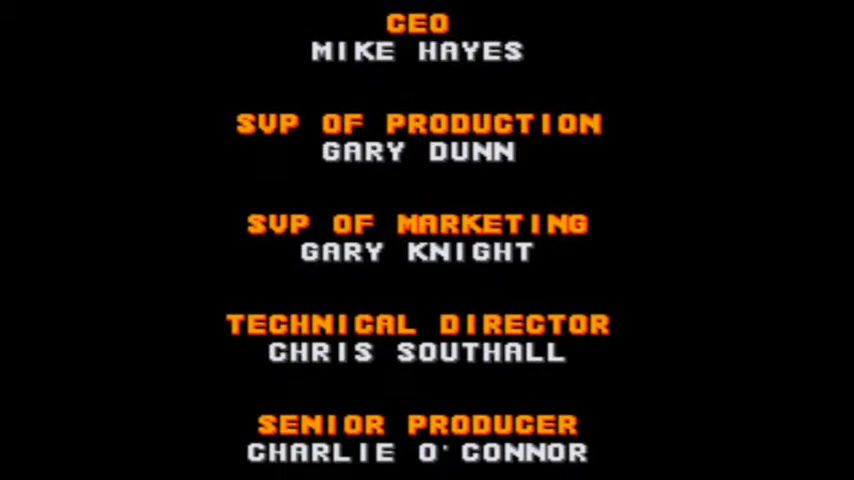 CEO
MIKE HAYES
SVP OF PRODUCTION
GARY DUNN
SVP OF MARKETING
GARY KNIGHT
TECHNICAL DIRECTOR
CHRIS SOUTHALL
SENIOR PRODUCER
CHARLIE O'CONNOR